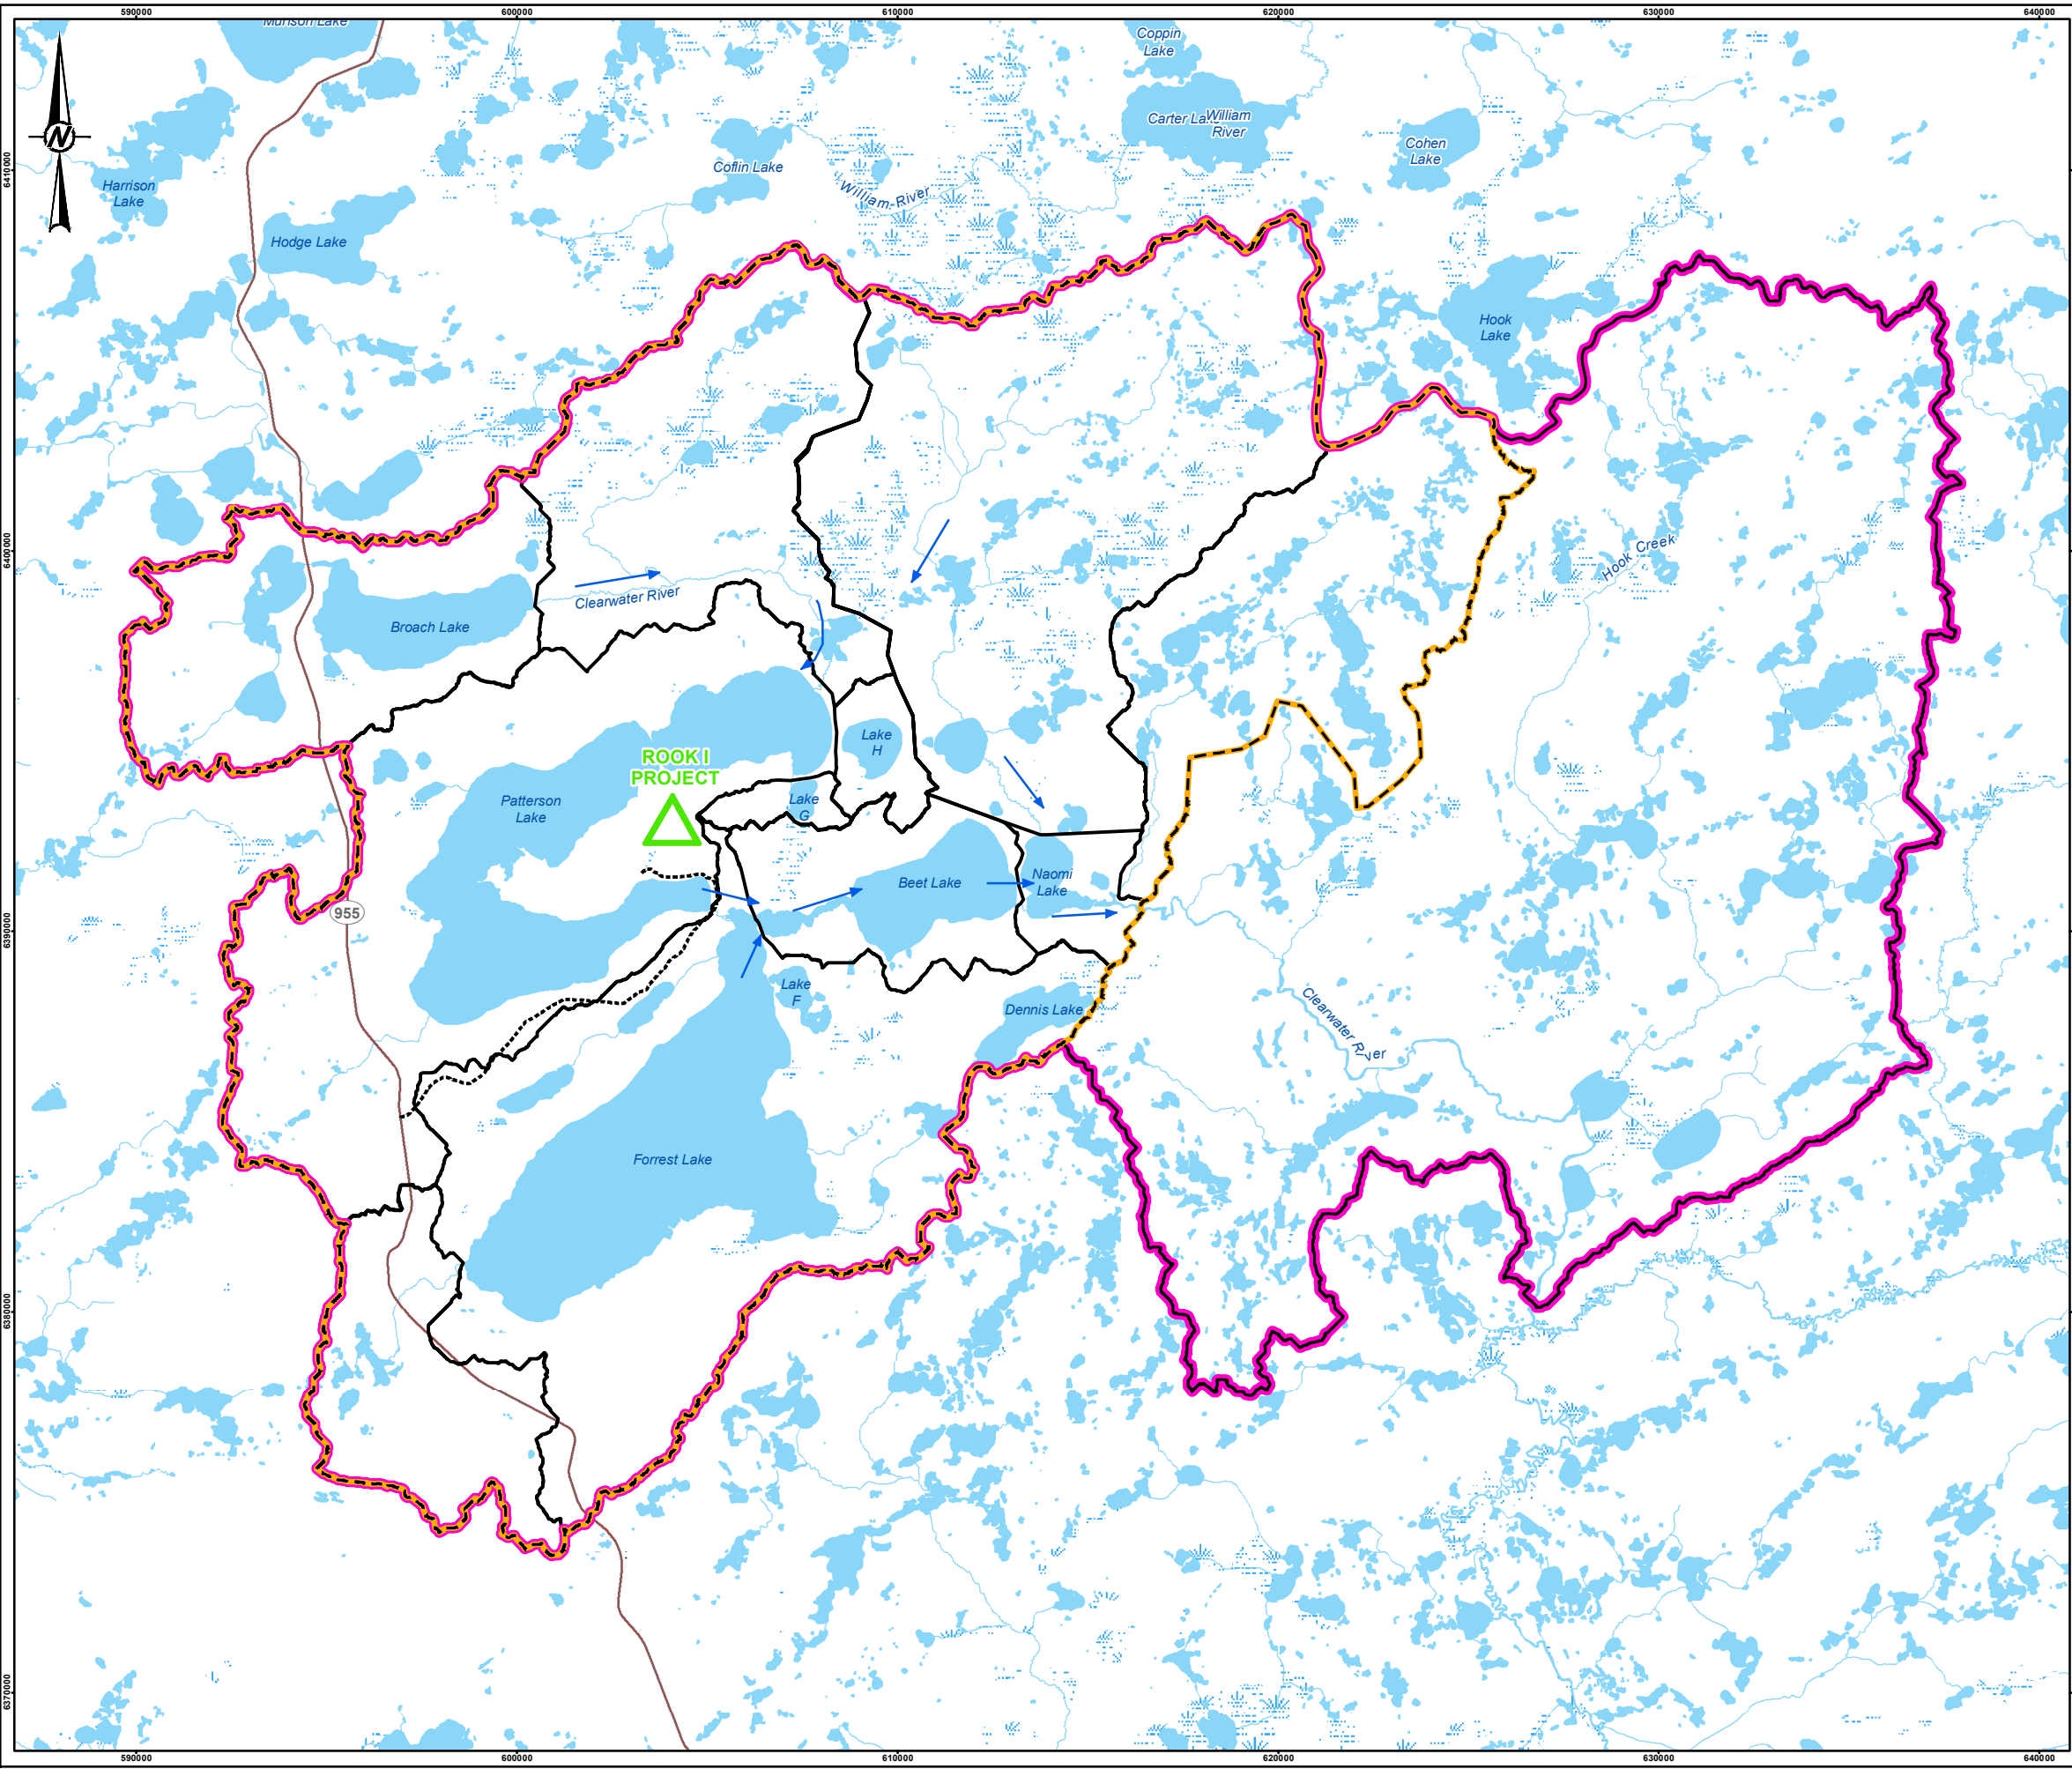 590000
600000
610000
620000
630000
640000
Munson Lake
Coppin
Lake
Carter Lake
William
River
Cohen
Lake
Coflin Lake
William River
Harrison
Lake
N
6410000
Hodge Lake
Hook
Lake
6400000
Hook Creek
Clearwater River
Broach Lake
Lake
H
ROOK I
PROJECT
Patterson
Lake
Lake
G
Beet Lake
Naomi
Lake
955
6390000
Lake
F
Dennis Lake
Clearwater River
Forrest Lake
6380000
6370000
590000
600000
610000
620000
630000
640000